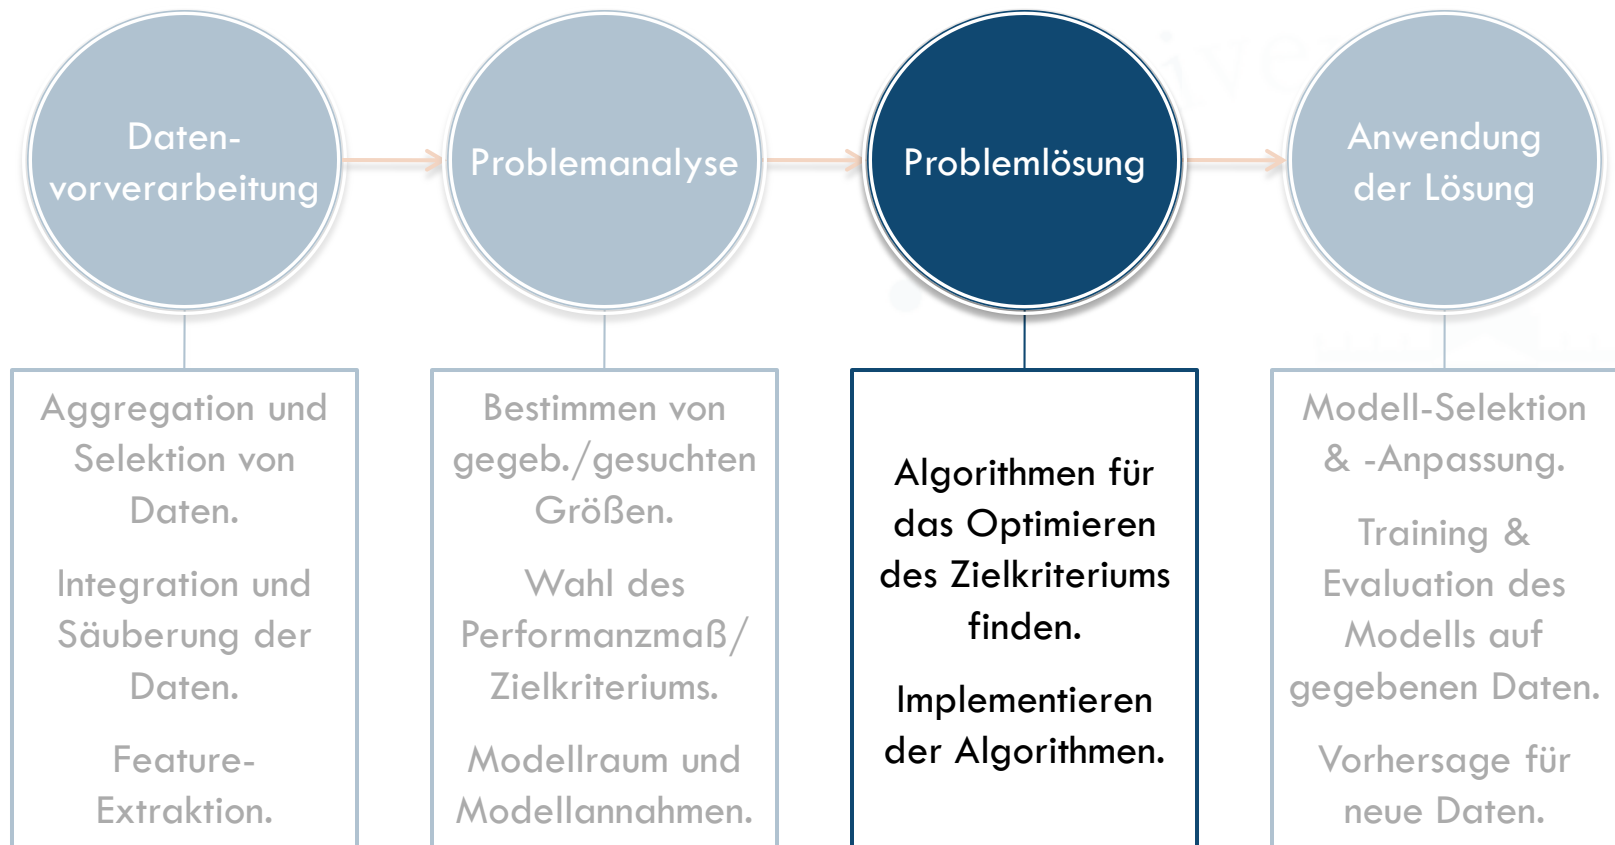 Daten-
vorverarbeitung
Problemanalyse
Problemlösung
Anwendung
der Lösung
Aggregation und
Selektion von
Daten.
Integration und
Säuberung der
Daten.
Feature-
Extraktion.
Bestimmen von
gegeb./gesuchten
Größen.
Wahl des
Performanzmaß/
Zielkriteriums.
Modellraum und
Modellannahmen.
Algorithmen für
das Optimieren
des Zielkriteriums
finden.
Implementieren
der Algorithmen.
Modell-Selektion
& -Anpassung.
Training &
Evaluation des
Modells auf
gegebenen Daten.
Vorhersage für
neue Daten.